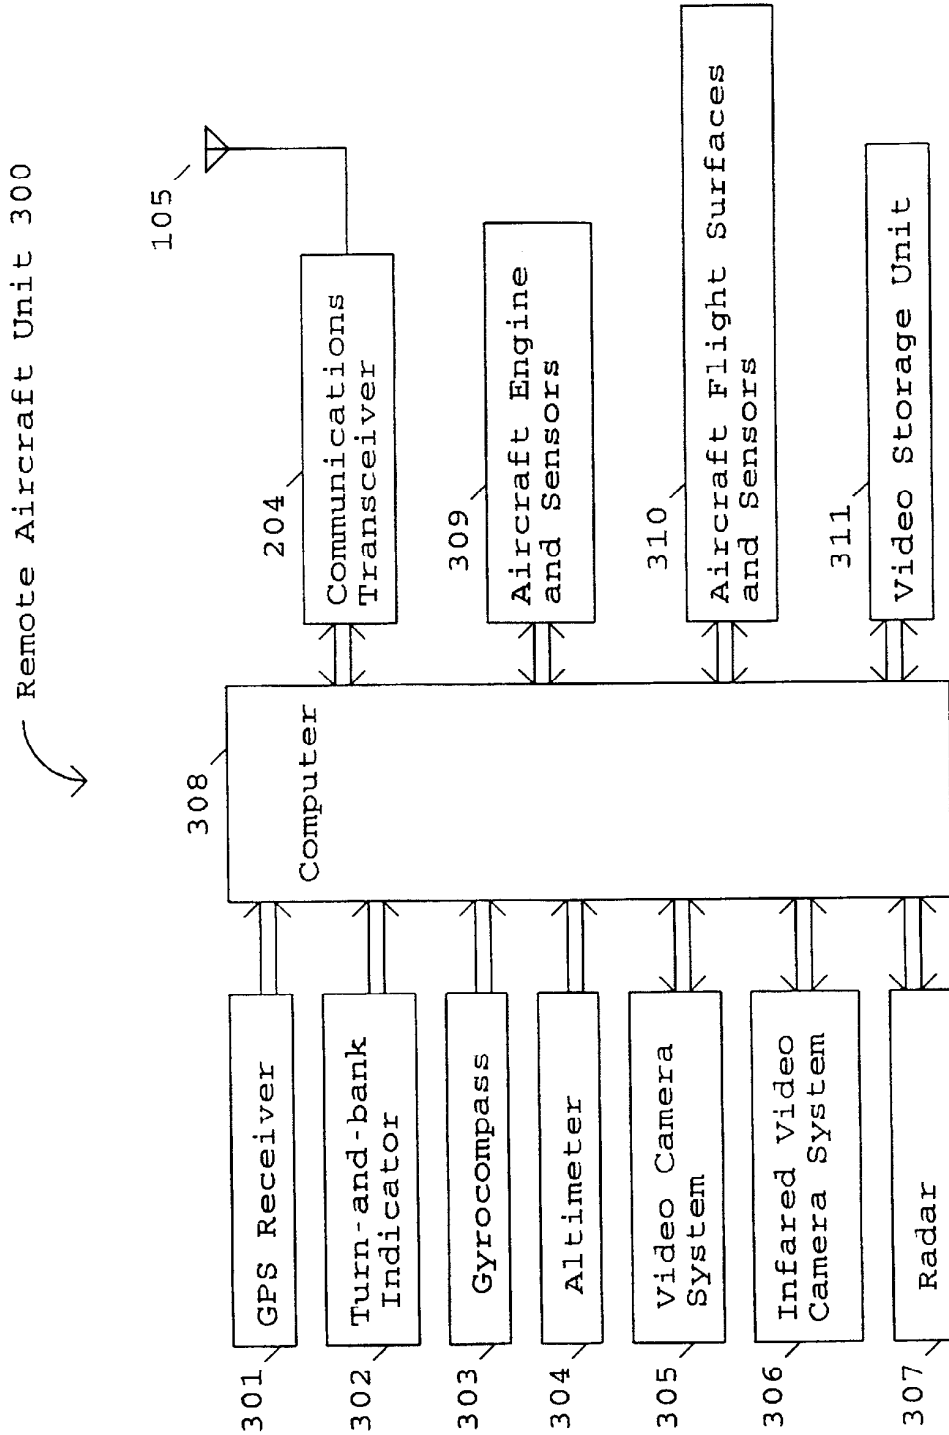 Remote Aircraft Unit 300
301
GPS Receiver
302
Turn-and-bank
Indicator
303
Gyrocompass
304
Altimeter
305
Video Camera
System
306
Infared Video
Camera System
307
Radar
308
Computer
105
204
Communications
Transceiver
309
Aircraft Engine
and Sensors
310
Aircraft Flight Surfaces
and Sensors
311
Video Storage Unit